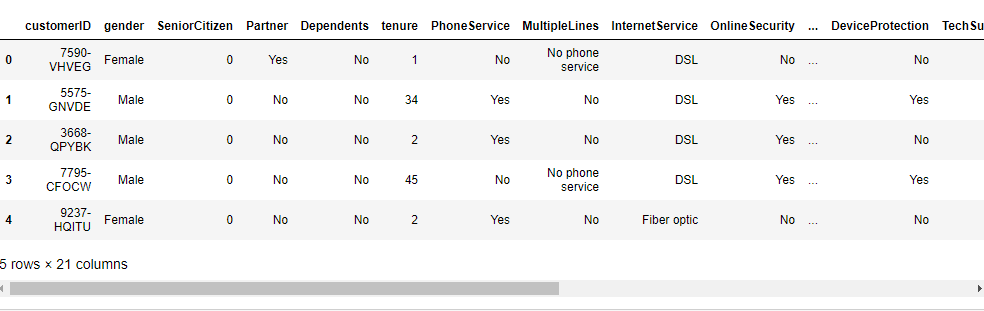 customerID gender SeniorCitizen Partner Dependents tenure PhoneService MultipleLines InternetService OnlineSecurity ... DeviceProtection TechSu
0 7590-VHVEG Female 0 Yes No 1 No No phone service DSL No ... No
1 5575-GNVDE Male 0 No No 34 Yes No DSL Yes ... Yes
2 3668-QPYBK Male 0 No No 2 Yes No DSL Yes ... No
3 7795-CFOCW Male 0 No No 45 No No phone service DSL Yes ... Yes
4 9237-HQITU Female 0 No No 2 Yes No Fiber optic No ... No
5 rows × 21 columns